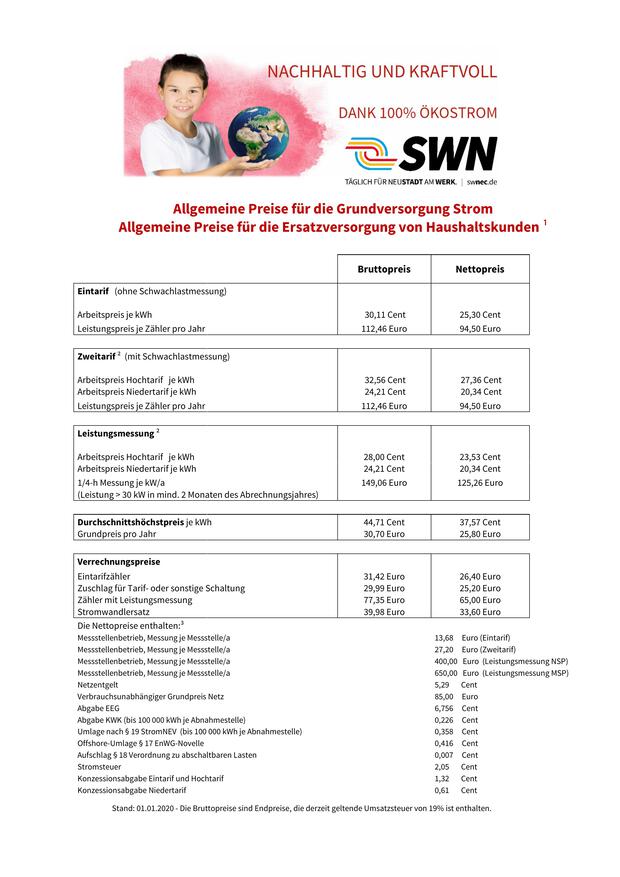 NACHHALTIG UND KRAFTVOLL
DANK 100% ÖKOSTROM
SWN
TÄGLICH FÜR NEUSTADT AM WERK. | swnec.de
Allgemeine Preise für die Grundversorgung Strom
Allgemeine Preise für die Ersatzversorgung von Haushaltskunden 1
Bruttopreis Nettopreis
Eintarif (ohne Schwachlastmessung)
Arbeitspreis je kWh 30,11 Cent 25,30 Cent
Leistungspreis je Zähler pro Jahr 112,46 Euro 94,50 Euro
Zweitarif 2 (mit Schwachlastmessung)
Arbeitspreis Hochtarif je kWh 32,56 Cent 27,36 Cent
Arbeitspreis Niedertarif je kWh 24,21 Cent 20,34 Cent
Leistungspreis je Zähler pro Jahr 112,46 Euro 94,50 Euro
Leistungsmessung 2
Arbeitspreis Hochtarif je kWh 28,00 Cent 23,53 Cent
Arbeitspreis Niedertarif je kWh 24,21 Cent 20,34 Cent
1/4-h Messung je kW/a 149,06 Euro 125,26 Euro
(Leistung > 30 kW in mind. 2 Monaten des Abrechnungsjahres)
Durchschnittshöchstpreis je kWh 44,71 Cent 37,57 Cent
Grundpreis pro Jahr 30,70 Euro 25,80 Euro
Verrechnungspreise
Eintarifzähler 31,42 Euro 26,40 Euro
Zuschlag für Tarif- oder sonstige Schaltung 29,99 Euro 25,20 Euro
Zähler mit Leistungsmessung 77,35 Euro 65,00 Euro
Stromwandlersatz 39,98 Euro 33,60 Euro
Die Nettopreise enthalten:3
Messstellenbetrieb, Messung je Messstelle/a 13,68 Euro (Eintarif)
Messstellenbetrieb, Messung je Messstelle/a 27,20 Euro (Zweitarif)
Messstellenbetrieb, Messung je Messstelle/a 400,00 Euro (Leistungsmessung NSP)
Messstellenbetrieb, Messung je Messstelle/a 650,00 Euro (Leistungsmessung MSP)
Netzentgelt 5,29 Cent
Verbrauchsunabhängiger Grundpreis Netz 85,00 Euro
Abgabe EEG 6,756 Cent
Abgabe KWK (bis 100 000 kWh je Abnahmestelle) 0,226 Cent
Umlage nach § 19 StromNEV (bis 100 000 kWh je Abnahmestelle) 0,358 Cent
Offshore-Umlage § 17 EnWG-Novelle 0,416 Cent
Aufschlag § 18 Verordnung zu abschaltbaren Lasten 0,007 Cent
Stromsteuer 2,05 Cent
Konzessionsabgabe Eintarif und Hochtarif 1,32 Cent
Konzessionsabgabe Niedertarif 0,61 Cent
Stand: 01.01.2020 - Die Bruttopreise sind Endpreise, die derzeit geltende Umsatzsteuer von 19% ist enthalten.